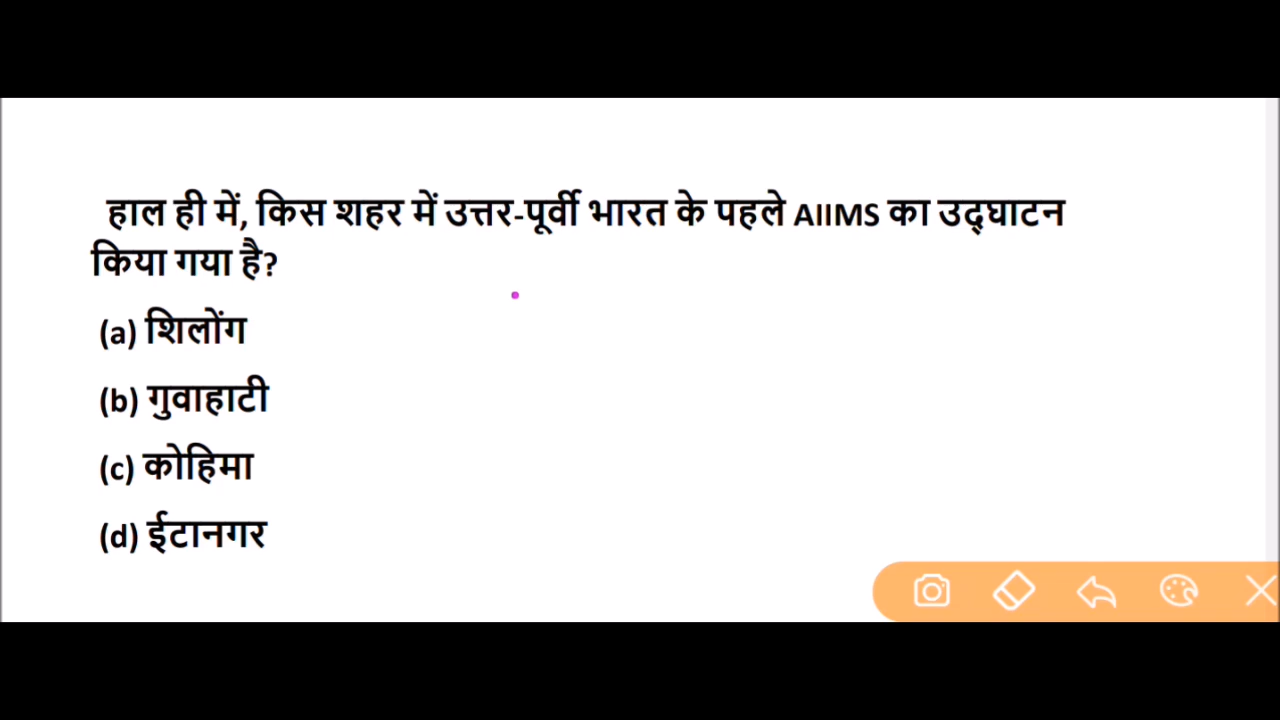 हाल ही में, किस शहर में उत्तर-पूर्वी भारत के पहले AIIMS का उद्घाटन
किया गया है?
(a) शिलोंग
(b) गुवाहाटी
(c) कोहिमा
(d) ईटानगर